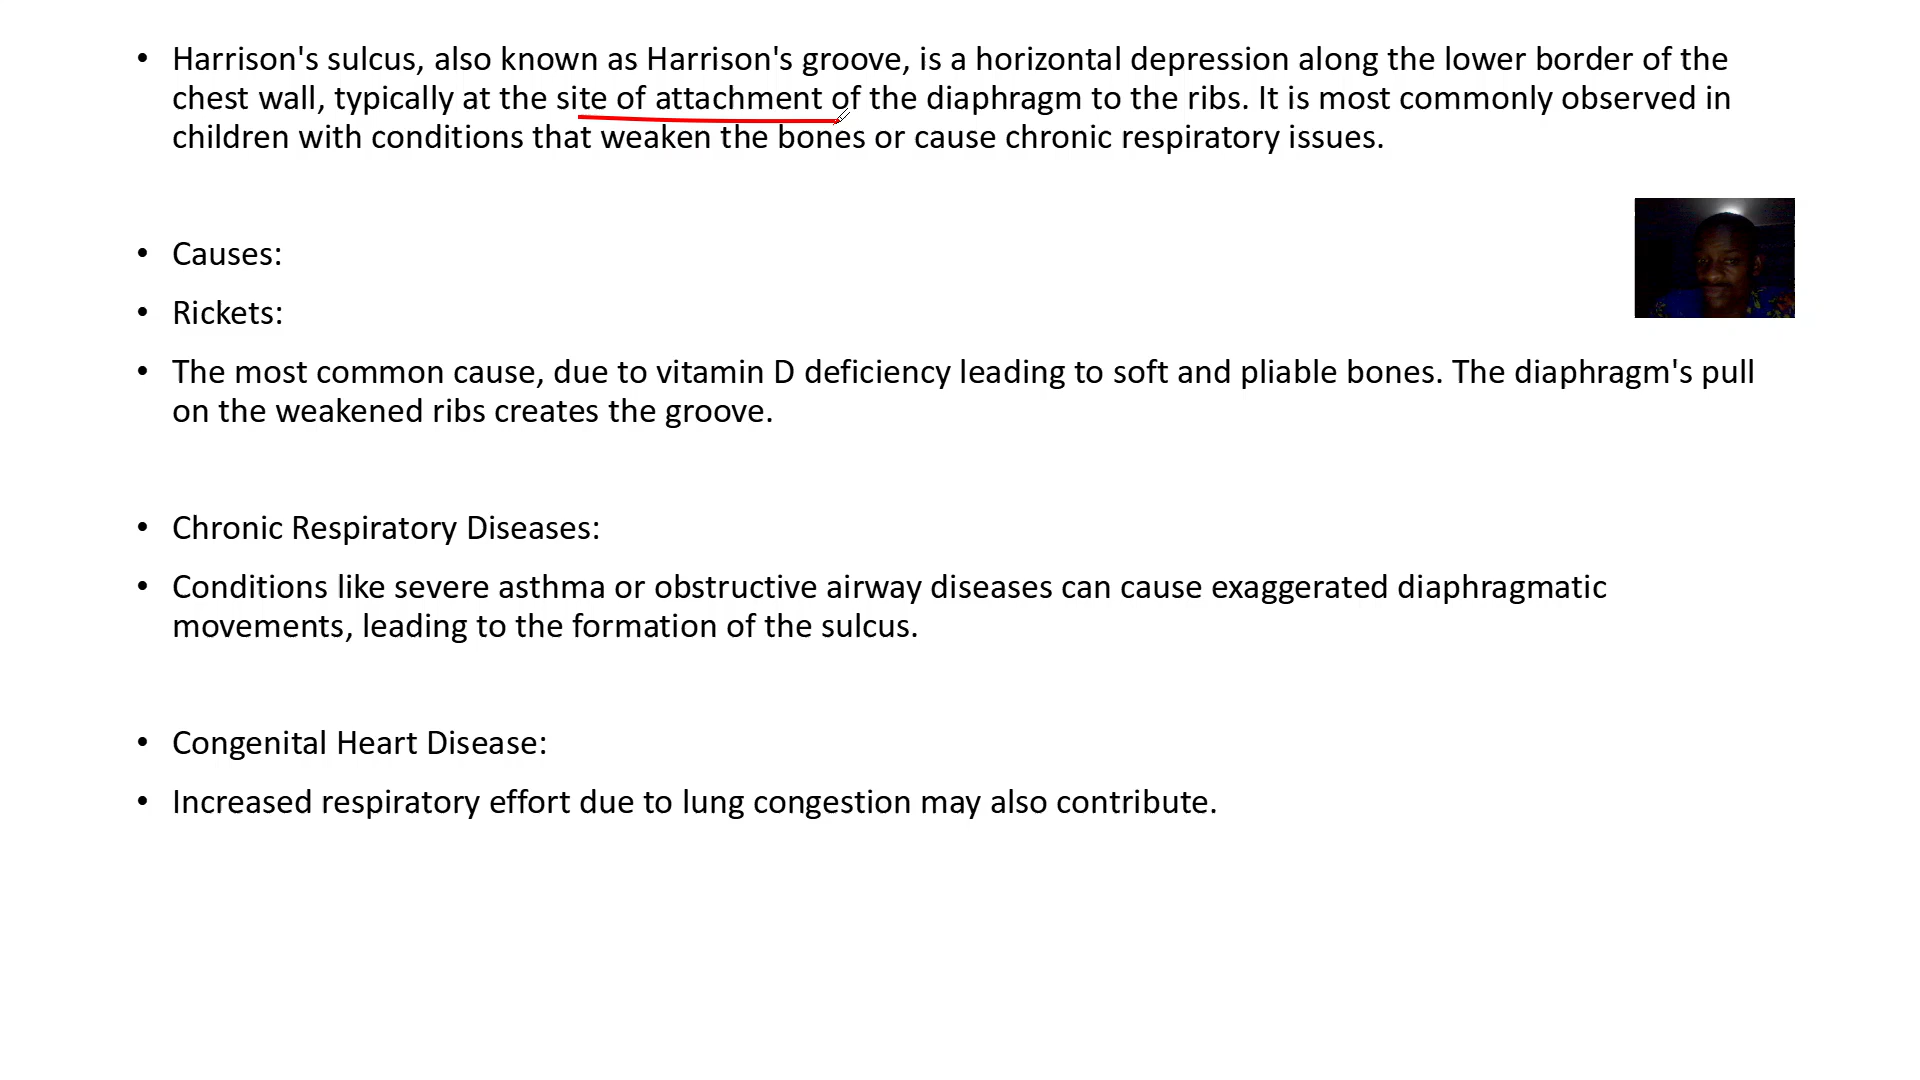 • Harrison's sulcus, also known as Harrison's groove, is a horizontal depression along the lower border of the
chest wall, typically at the site of attachment of the diaphragm to the ribs. It is most commonly observed in
children with conditions that weaken the bones or cause chronic respiratory issues.
• Causes:
• Rickets:
• The most common cause, due to vitamin D deficiency leading to soft and pliable bones. The diaphragm's pull
on the weakened ribs creates the groove.
• Chronic Respiratory Diseases:
• Conditions like severe asthma or obstructive airway diseases can cause exaggerated diaphragmatic
movements, leading to the formation of the sulcus.
• Congenital Heart Disease:
• Increased respiratory effort due to lung congestion may also contribute.